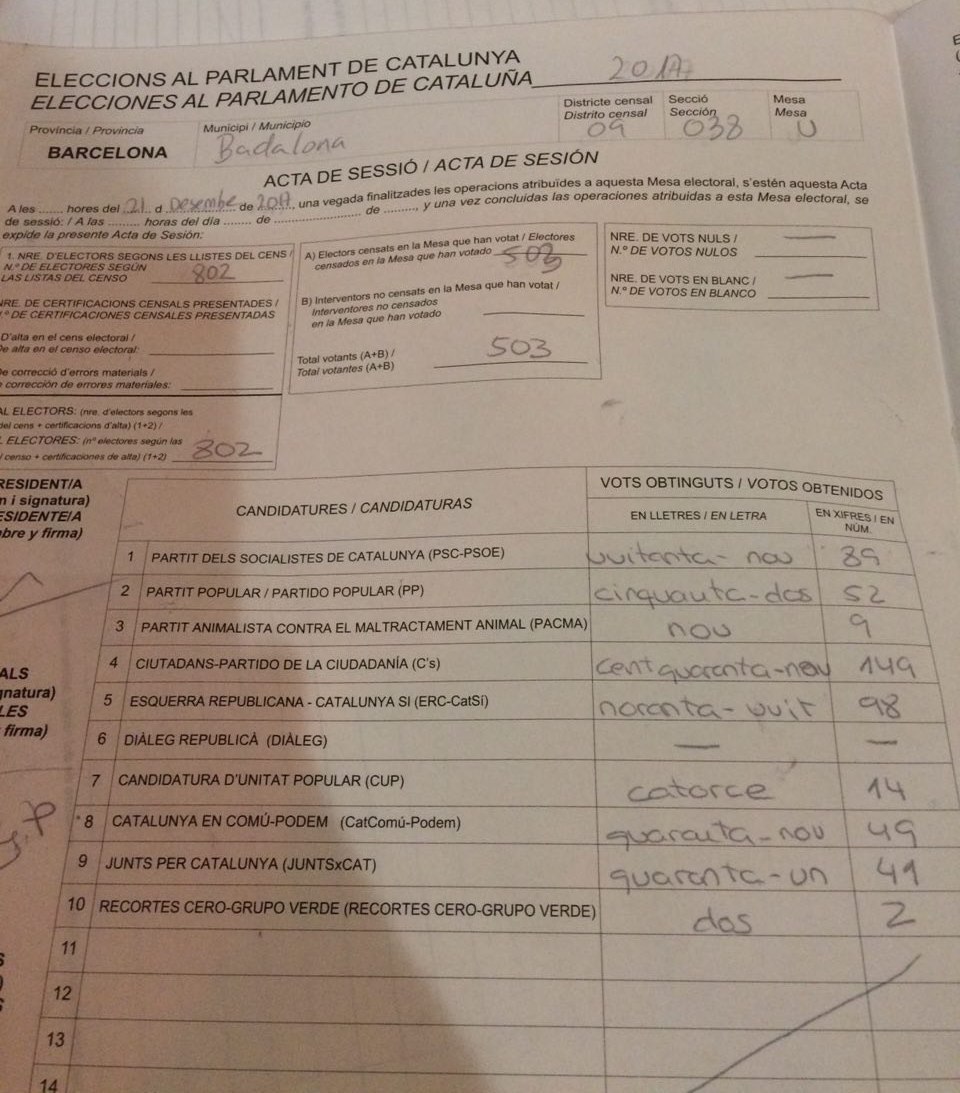 ELECCIONS AL PARLAMENT DE CATALUNYA
ELECCIONES AL PARLAMENTO DE CATALUÑA 2017
Província / Provincia
BARCELONA
Municipi / Municipio
Badalona
Districte censal
Distrito censal
09
Secció
Sección
038
Mesa
Mesa
U
ACTA DE SESSIÓ / ACTA DE SESIÓN
A les ...... hores del 21 d Desembre de 2017, una vegada finalitzades les operacions atribuïdes a aquesta Mesa electoral, s'estén aquesta Acta
de sessió: / A las ......... horas del día ....... de ........................ de ........., y una vez concluidas las operaciones atribuidas a esta Mesa electoral, se
expide la presente Acta de Sesión:
1. NRE. D'ELECTORS SEGONS LES LLISTES DEL CENS /
N.º DE ELECTORES SEGÚN
LAS LISTAS DEL CENSO 802
NRE. DE CERTIFICACIONS CENSALS PRESENTADES /
N.º DE CERTIFICACIONES CENSALES PRESENTADAS
D'alta en el cens electoral /
De alta en el censo electoral:
De correcció d'errors materials /
corrección de errores materiales:
AL ELECTORS: (nre. d'electors segons les
del cens + certificacions d'alta) (1+2) /
L ELECTORES: (nº electores según las
censo + certificaciones de alta) (1+2) 802
A) Electors censats en la Mesa que han votat / Electores
censados en la Mesa que han votado 503
B) Interventors no censats en la Mesa que han votat /
Interventores no censados
en la Mesa que han votado
Total votants (A+B) /
Total votantes (A+B) 503
NRE. DE VOTS NULS / —
N.º DE VOTOS NULOS
NRE. DE VOTS EN BLANC / —
N.º DE VOTOS EN BLANCO
RESIDENT/A
n i signatura)
ESIDENTE/A
bre y firma)
ALS
gnatura)
LES
firma)
CANDIDATURES / CANDIDATURAS
VOTS OBTINGUTS / VOTOS OBTENIDOS
EN LLETRES / EN LETRA
EN XIFRES / EN
NÚM.
1 PARTIT DELS SOCIALISTES DE CATALUNYA (PSC-PSOE) vuitanta-nou 89
2 PARTIT POPULAR / PARTIDO POPULAR (PP) cinquanta-dos 52
3 PARTIT ANIMALISTA CONTRA EL MALTRACTAMENT ANIMAL (PACMA) nou 9
4 CIUTADANS-PARTIDO DE LA CIUDADANÍA (C's) cent quaranta-nou 149
5 ESQUERRA REPUBLICANA - CATALUNYA SI (ERC-CatSí) noranta-vuit 98
6 DIÀLEG REPUBLICÀ (DIÀLEG) — —
7 CANDIDATURA D'UNITAT POPULAR (CUP) catorce 14
8 CATALUNYA EN COMÚ-PODEM (CatComú-Podem) quaranta-nou 49
9 JUNTS PER CATALUNYA (JUNTSxCAT) quaranta-un 41
10 RECORTES CERO-GRUPO VERDE (RECORTES CERO-GRUPO VERDE) dos 2
11
12
13
14